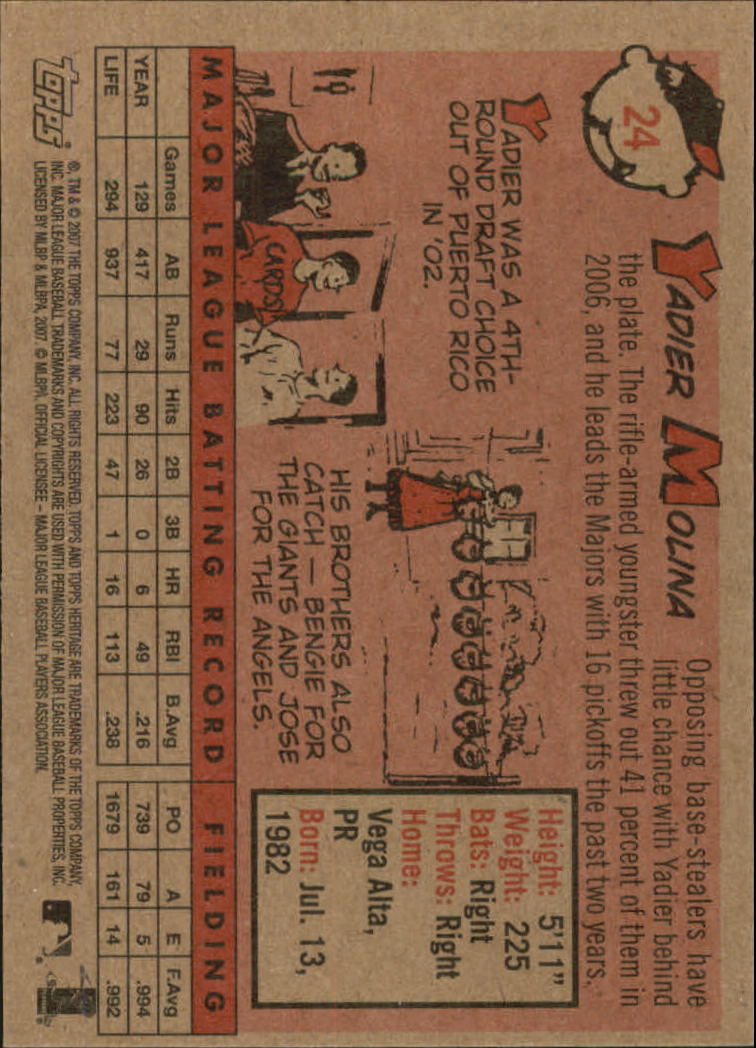 24
YADIER MOLINA
Opposing base-stealers have
little chance with Yadier behind
the plate. The rifle-armed youngster threw out 41 percent of them in
2006, and he leads the Majors with 16 pickoffs the past two years.
YADIER WAS A 4TH-
ROUND DRAFT CHOICE
OUT OF PUERTO RICO
IN '02.
CARDS
HIS BROTHERS ALSO
CATCH — BENGIE FOR
THE GIANTS AND JOSE
FOR THE ANGELS.
Height: 5'11"
Weight: 225
Bats: Right
Throws: Right
Home:
Vega Alta,
PR
Born: Jul. 13,
1982
MAJOR LEAGUE BATTING RECORD FIELDING
Games AB Runs Hits 2B 3B HR RBI B.Avg PO A E F.Avg
YEAR 129 417 29 90 26 0 6 49 .216 739 79 5 .994
LIFE 294 937 77 223 47 1 16 113 .238 1679 161 14 .992
TOPPS
®, TM & © 2007 THE TOPPS COMPANY, INC. ALL RIGHTS RESERVED. TOPPS AND TOPPS HERITAGE ARE TRADEMARKS OF THE TOPPS COMPANY,
INC. MAJOR LEAGUE BASEBALL TRADEMARKS AND COPYRIGHTS ARE USED WITH PERMISSION OF MAJOR LEAGUE BASEBALL PROPERTIES, INC.
LICENSED BY MLBP & MLBPA, 2007. © MLBPA, OFFICIAL LICENSEE – MAJOR LEAGUE BASEBALL PLAYERS ASSOCIATION.